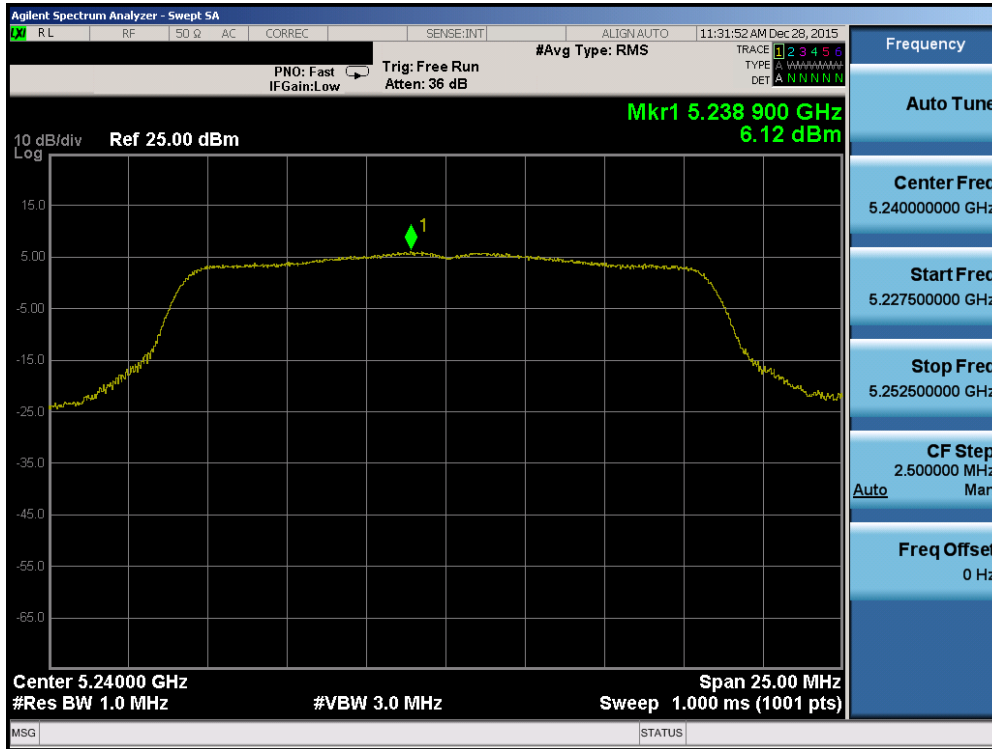 Agilent Spectrum Analyzer - Swept SA
LXI RL RF 50 Ω AC CORREC SENSE:INT ALIGN AUTO 11:31:52 AM Dec 28, 2015
PNO: Fast
IFGain:Low
Trig: Free Run
Atten: 36 dB
#Avg Type: RMS
TRACE 1 2 3 4 5 6
TYPE A
DET A N N N N N
Mkr1 5.238 900 GHz
6.12 dBm
10 dB/div Ref 25.00 dBm
Log
15.0
5.00
-5.00
-15.0
-25.0
-35.0
-45.0
-55.0
-65.0
1
Center 5.24000 GHz Span 25.00 MHz
#Res BW 1.0 MHz #VBW 3.0 MHz Sweep 1.000 ms (1001 pts)
MSG STATUS
Frequency
Auto Tune
Center Freq
5.240000000 GHz
Start Freq
5.227500000 GHz
Stop Freq
5.252500000 GHz
CF Step
2.500000 MHz
Auto Man
Freq Offset
0 Hz